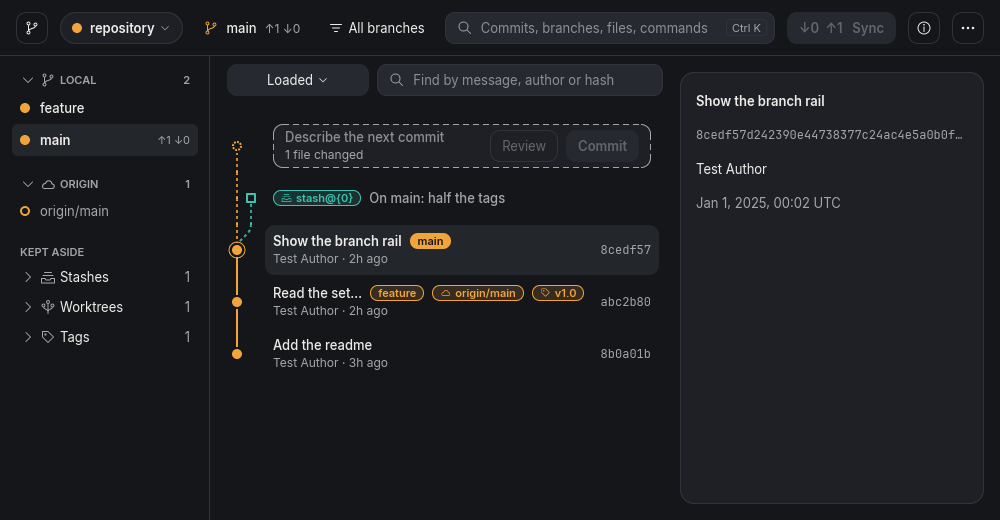 repository main ↑1 ↓0 All branches Commits, branches, files, commands Ctrl K ↓0 ↑1 Sync
LOCAL 2
feature
main ↑1 ↓0
ORIGIN 1
origin/main
KEPT ASIDE
Stashes 1
Worktrees 1
Tags 1
Loaded Find by message, author or hash
Describe the next commit
1 file changed
Review Commit
stash@{0} On main: half the tags
Show the branch rail main
Test Author · 2h ago
8cedf57
Read the set… feature origin/main v1.0
Test Author · 2h ago
abc2b80
Add the readme
Test Author · 3h ago
8b0a01b
Show the branch rail
8cedf57d242390e44738377c24ac4e5a0b0f…
Test Author
Jan 1, 2025, 00:02 UTC